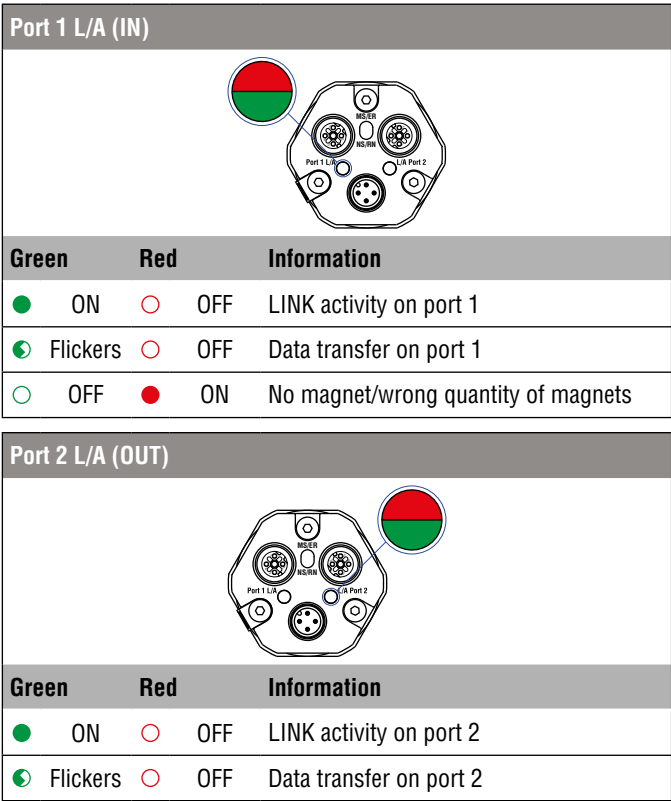 Port 1 L/A (IN)
MS/ER
NS/RN
Port 1 L/A
L/A Port 2
Green Red Information
ON OFF LINK activity on port 1
Flickers OFF Data transfer on port 1
OFF ON No magnet/wrong quantity of magnets
Port 2 L/A (OUT)
MS/ER
NS/RN
Port 1 L/A
L/A Port 2
Green Red Information
ON OFF LINK activity on port 2
Flickers OFF Data transfer on port 2